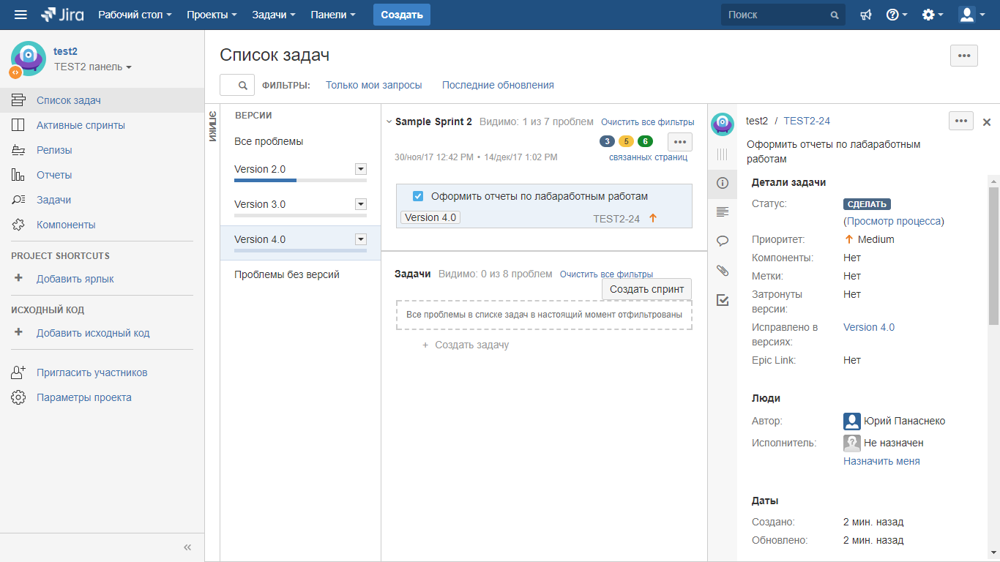 Jira Рабочий стол Проекты Задачи Панели Создать Поиск
test2
TEST2 панель
Список задач
Активные спринты
Релизы
Отчеты
Задачи
Компоненты
PROJECT SHORTCUTS
+ Добавить ярлык
ИСХОДНЫЙ КОД
+ Добавить исходный код
Пригласить участников
Параметры проекта
«
Список задач
ФИЛЬТРЫ: Только мои запросы Последние обновления
ЭПИКИ
ВЕРСИИ
Все проблемы
Version 2.0
Version 3.0
Version 4.0
Проблемы без версий
Sample Sprint 2 Видимо: 1 из 7 проблем Очистить все фильтры
3 5 6
30/ноя/17 12:42 PM • 14/дек/17 1:02 PM связанных страниц
Оформить отчеты по лабаработным работам
Version 4.0 TEST2-24
Задачи Видимо: 0 из 8 проблем Очистить все фильтры
Создать спринт
Все проблемы в списке задач в настоящий момент отфильтрованы
+ Создать задачу
test2 / TEST2-24
Оформить отчеты по лабаработным
работам
Детали задачи
Статус: СДЕЛАТЬ
(Просмотр процесса)
Приоритет: Medium
Компоненты: Нет
Метки: Нет
Затронуты Нет
версии:
Исправлено в Version 4.0
версиях:
Epic Link: Нет
Люди
Автор: Юрий Панаснеко
Исполнитель: Не назначен
Назначить меня
Даты
Создано: 2 мин. назад
Обновлено: 2 мин. назад